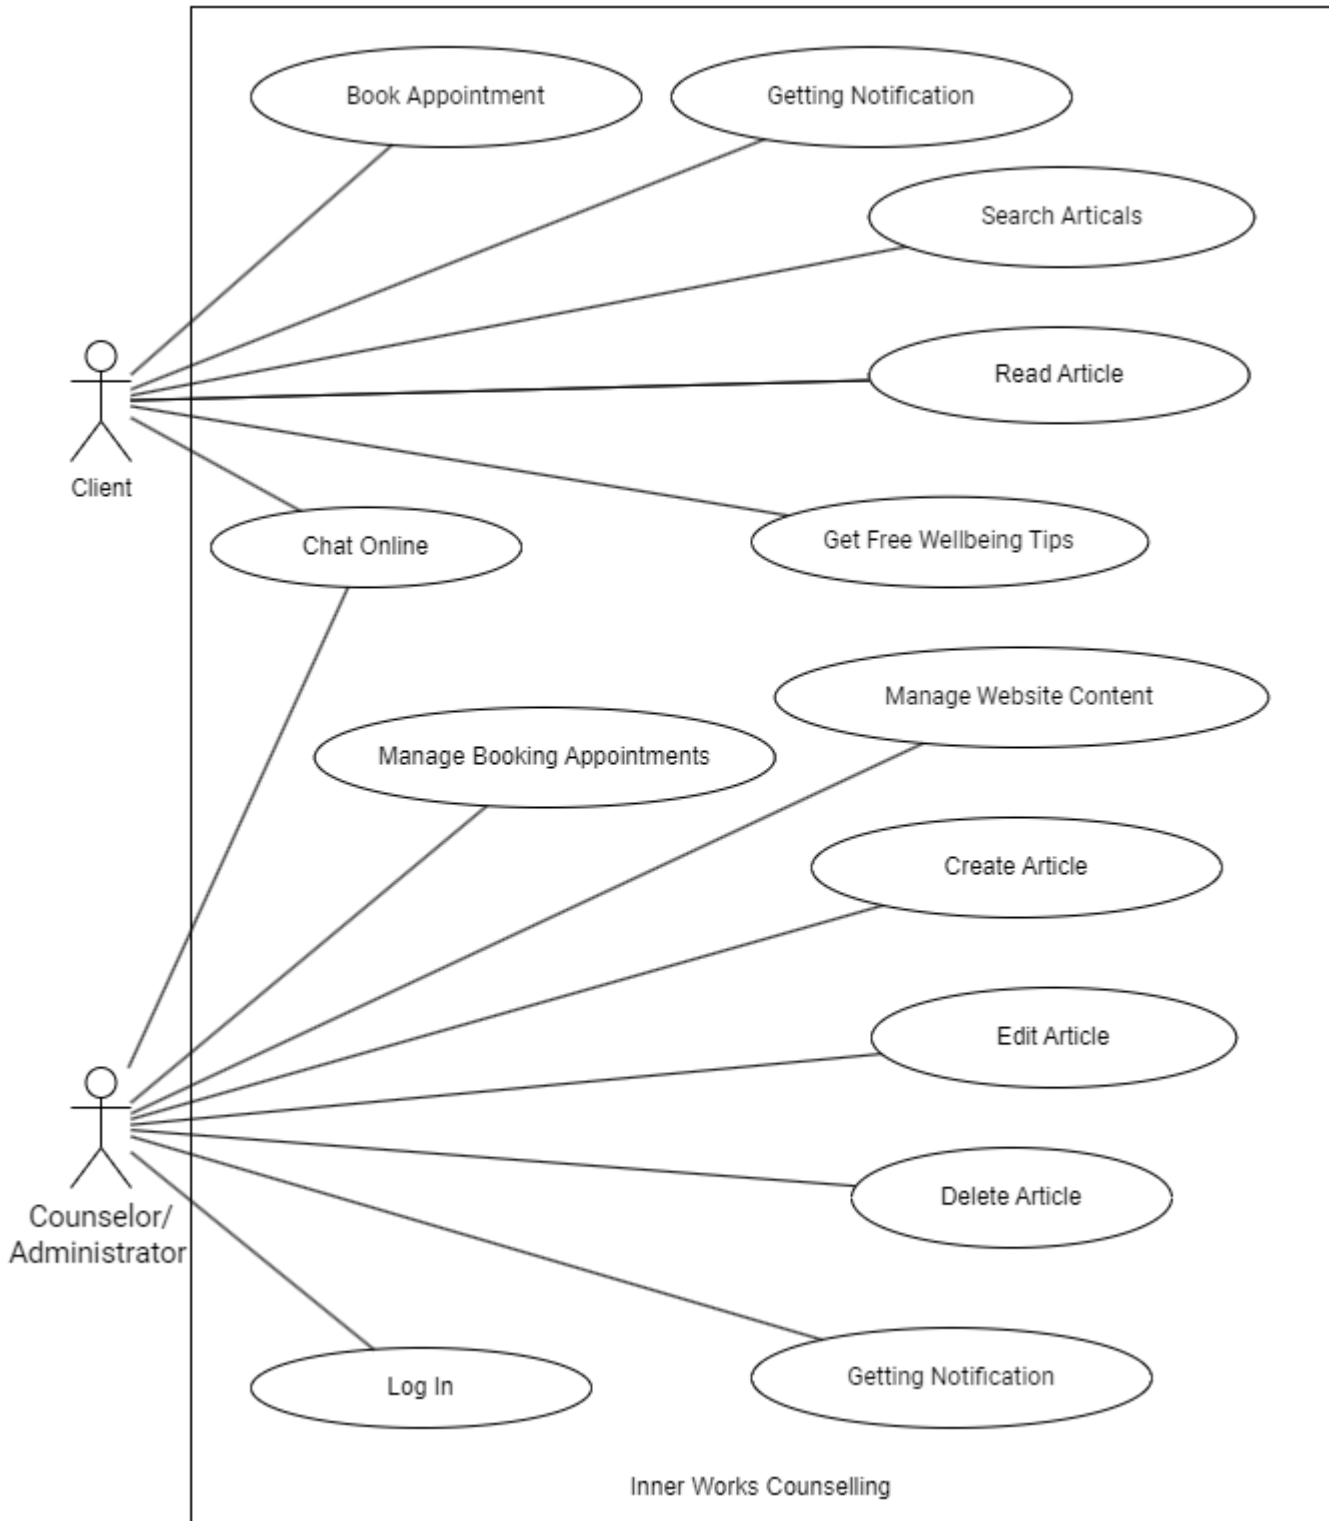 Book Appointment
Getting Notification
Search Articals
Read Article
Client
Chat Online
Get Free Wellbeing Tips
Manage Website Content
Manage Booking Appointments
Create Article
Edit Article
Delete Article
Counselor/
Administrator
Log In
Getting Notification
Inner Works Counselling